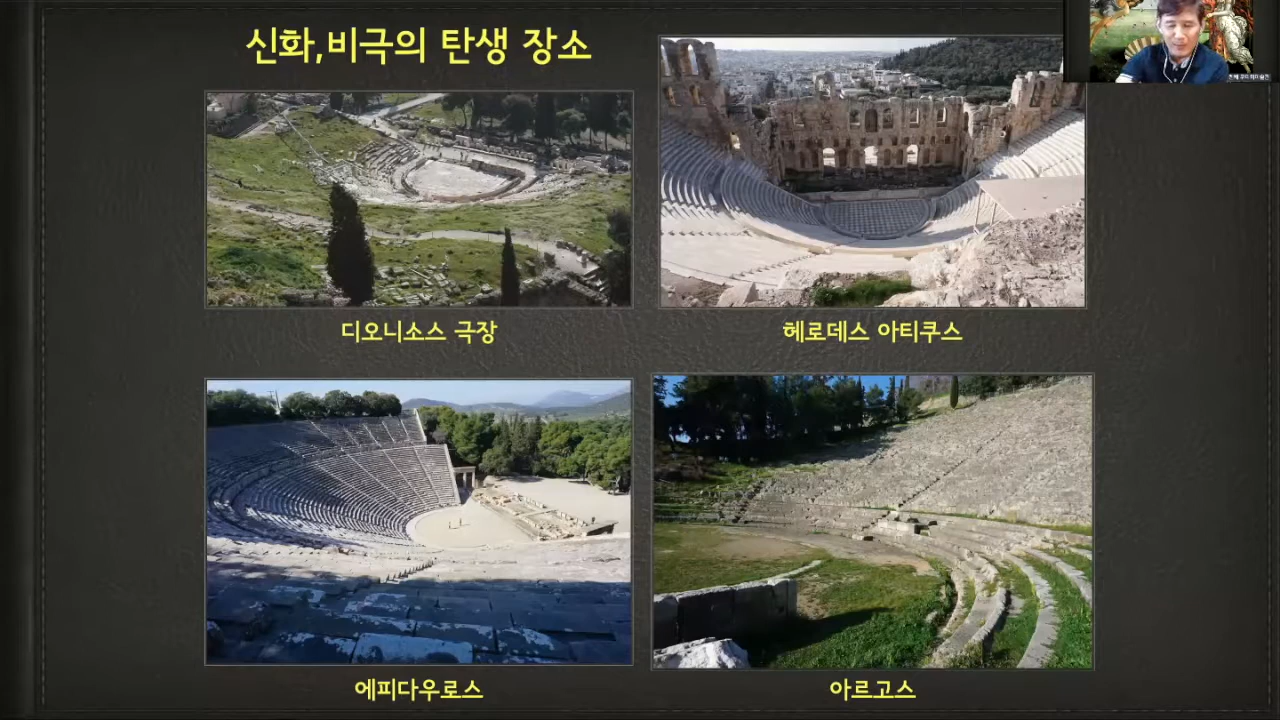 신화,비극의 탄생 장소
디오니소스 극장
헤로데스 아티쿠스
에피다우로스
아르고스